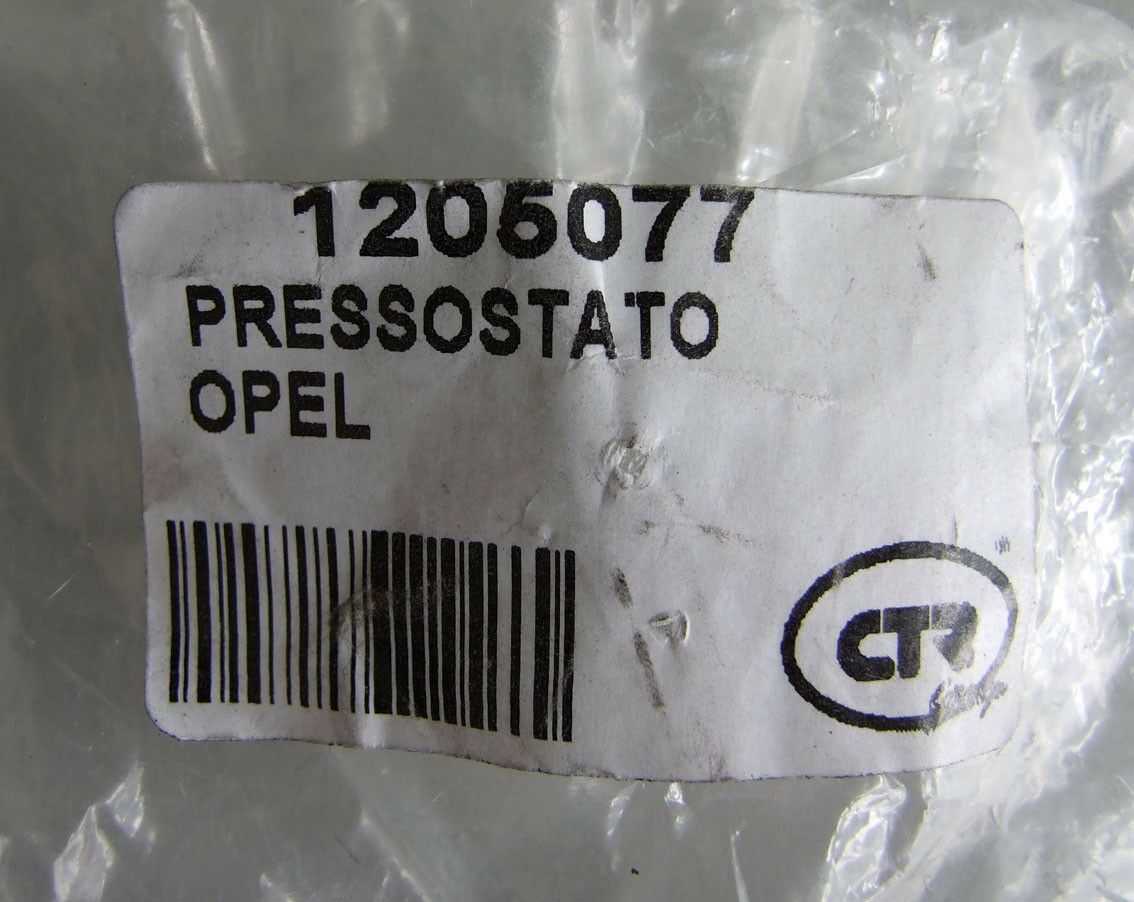 1205077
PRESSOSTATO
OPEL
CTR